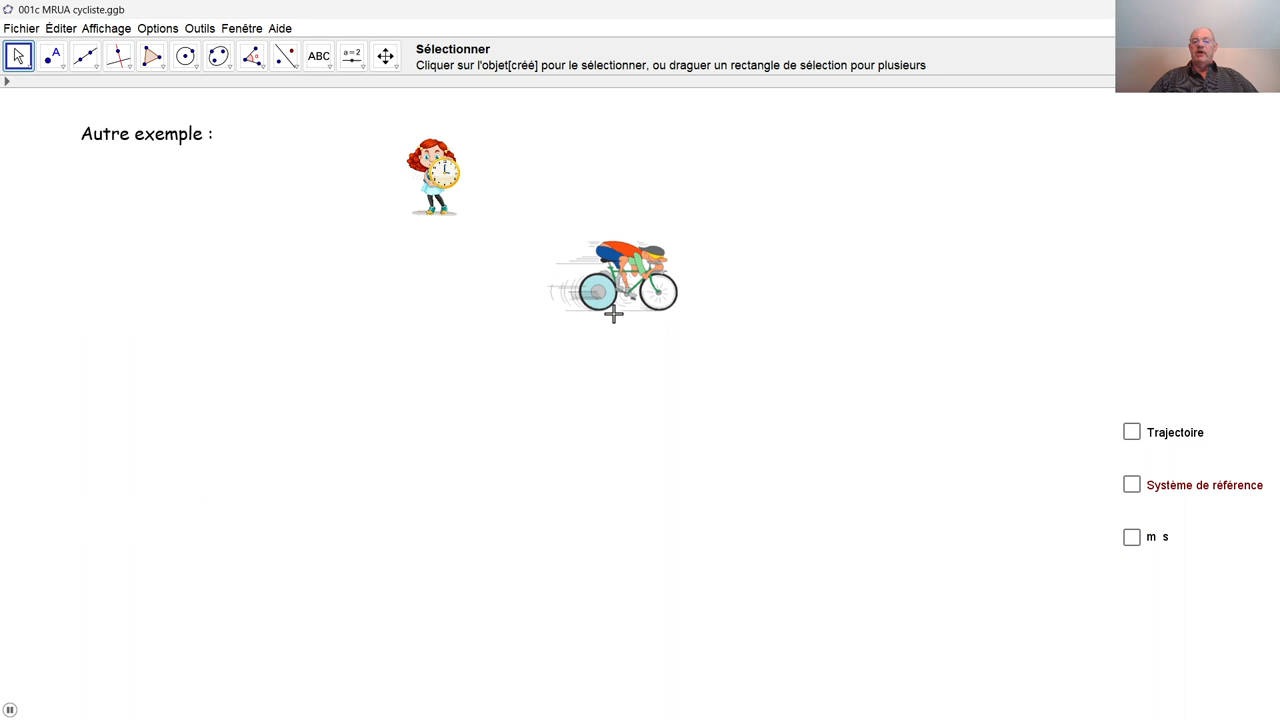 001c MRUA cycliste.ggb
Fichier Éditer Affichage Options Outils Fenêtre Aide
A
ABC
a=2
Sélectionner
Cliquer sur l'objet[créé] pour le sélectionner, ou draguer un rectangle de sélection pour plusieurs
Autre exemple :
Trajectoire
Système de référence
m s